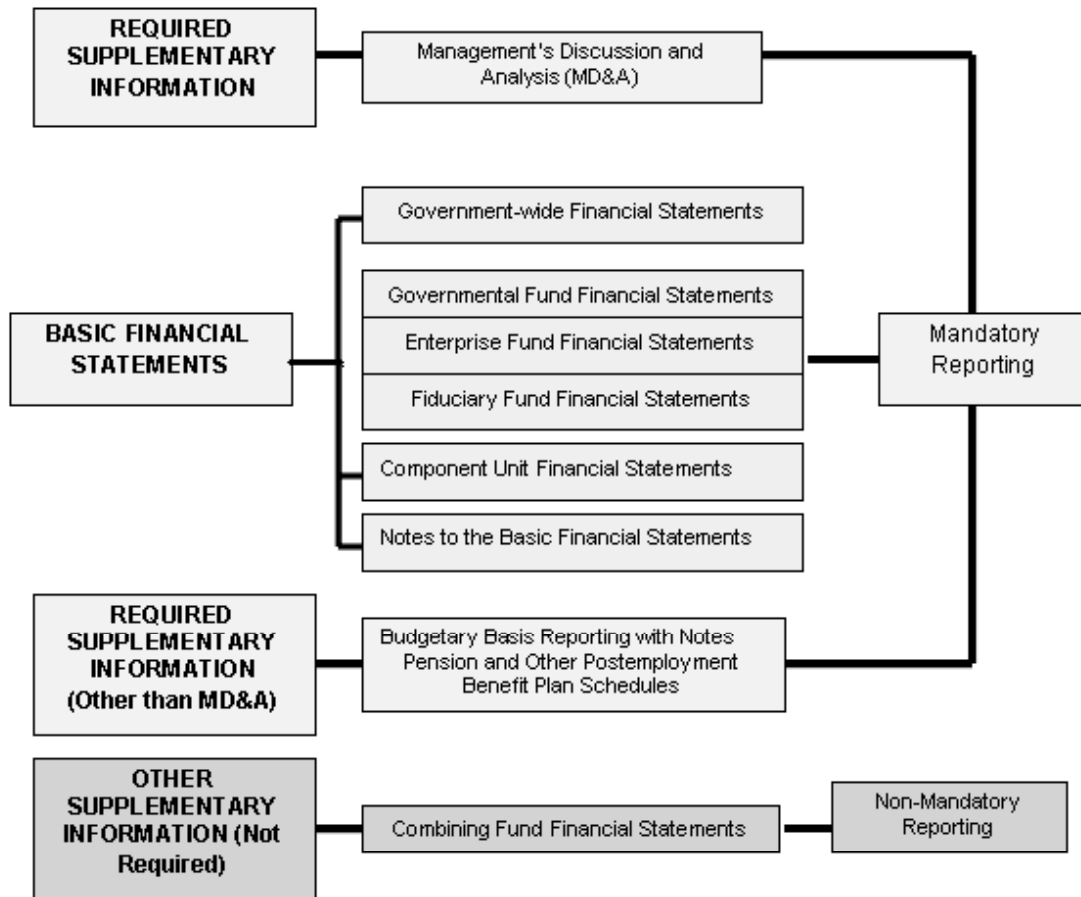 REQUIRED
SUPPLEMENTARY
INFORMATION
Management's Discussion and
Analysis (MD&A)
Government-wide Financial Statements
Governmental Fund Financial Statements
BASIC FINANCIAL
STATEMENTS
Enterprise Fund Financial Statements
Mandatory
Reporting
Fiduciary Fund Financial Statements
Component Unit Financial Statements
Notes to the Basic Financial Statements
REQUIRED
SUPPLEMENTARY
INFORMATION
(Other than MD&A)
Budgetary Basis Reporting with Notes
Pension and Other Postemployment
Benefit Plan Schedules
OTHER
SUPPLEMENTARY
INFORMATION (Not
Required)
Combining Fund Financial Statements
Non-Mandatory
Reporting